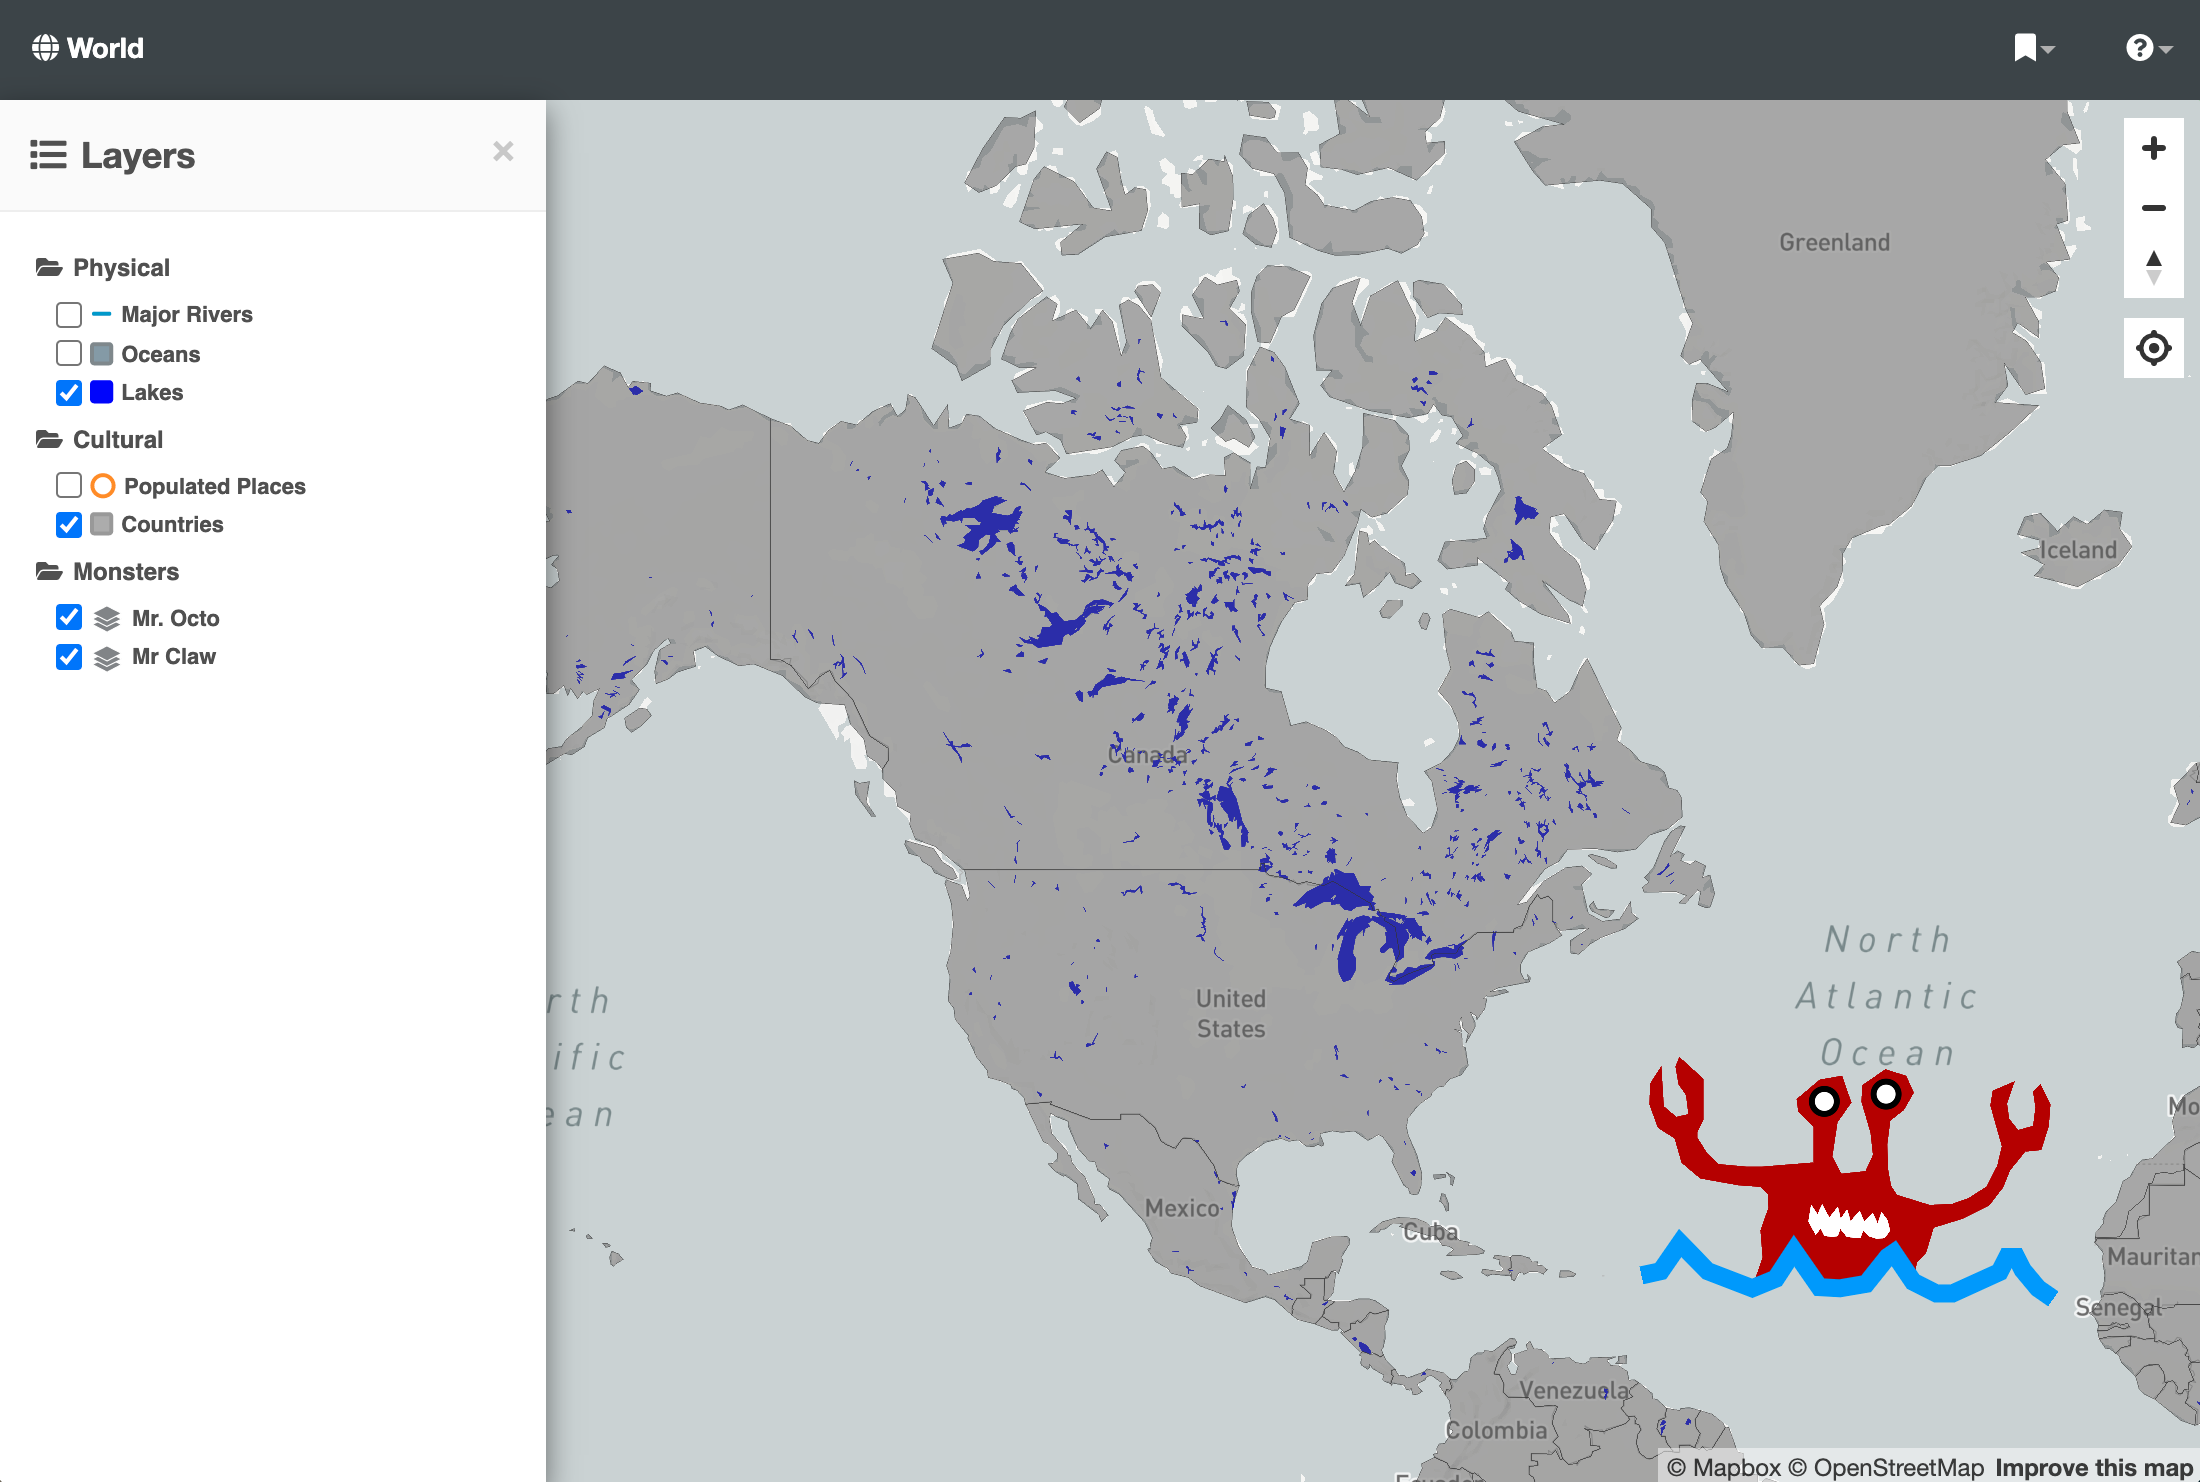 World
Layers
Physical
Major Rivers
Oceans
Lakes
Cultural
Populated Places
Countries
Monsters
Mr. Octo
Mr Claw
Greenland
Iceland
Canada
North
Atlantic
Ocean
United
States
rth
ific
ean
Mexico
Cuba
Mo
Mauritan
Senegal
Venezuela
Colombia
© Mapbox © OpenStreetMap Improve this map